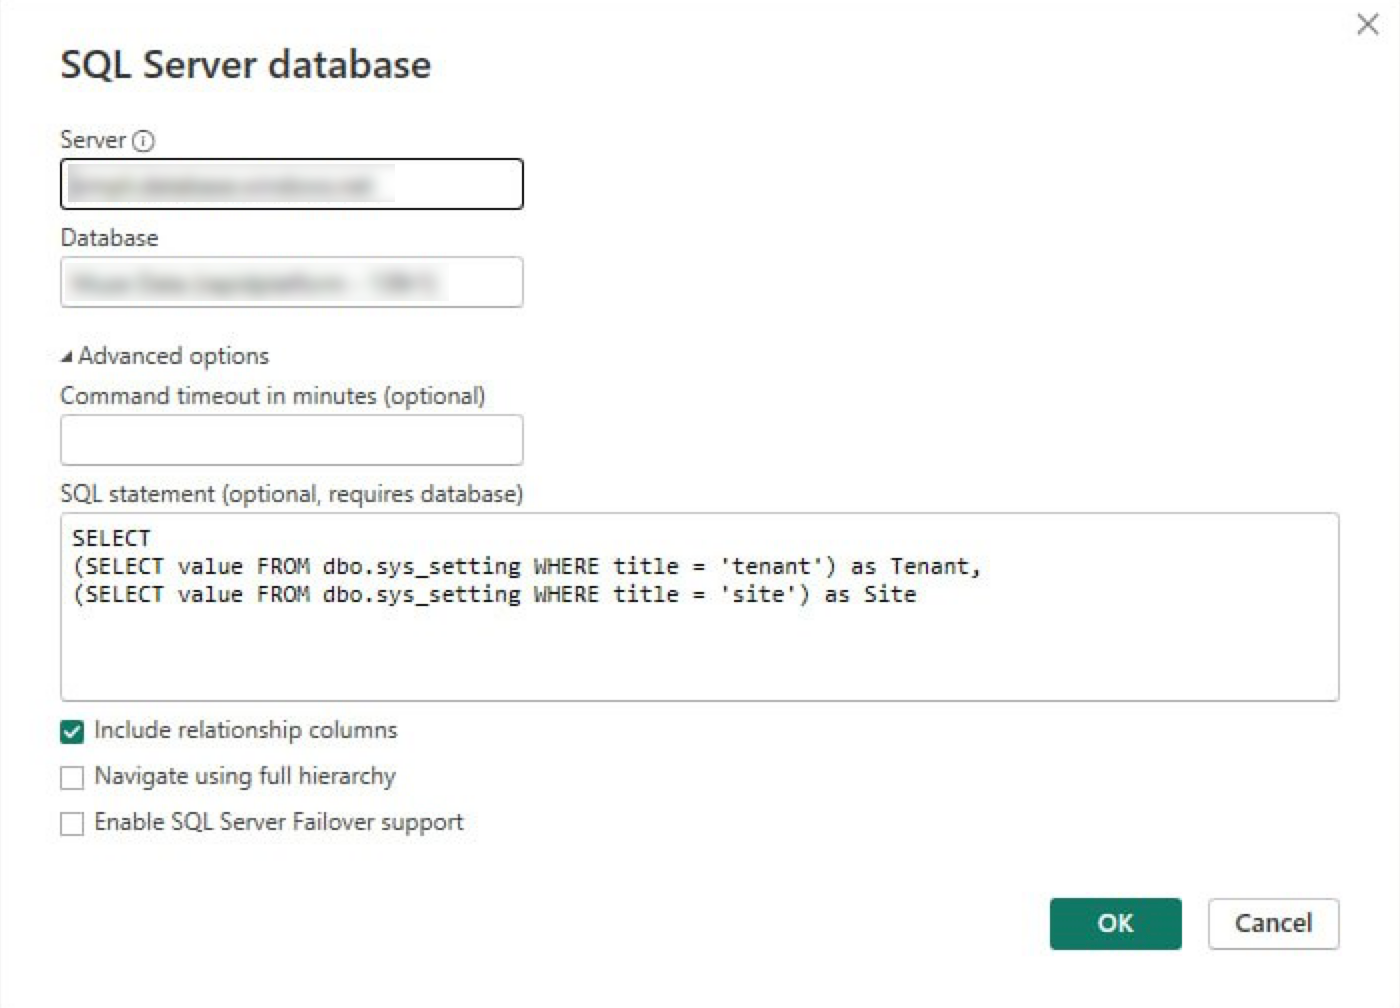 SQL Server database
Server
Database
Advanced options
Command timeout in minutes (optional)
SQL statement (optional, requires database)
SELECT
(SELECT value FROM dbo.sys_setting WHERE title = 'tenant') as Tenant,
(SELECT value FROM dbo.sys_setting WHERE title = 'site') as Site
Include relationship columns
Navigate using full hierarchy
Enable SQL Server Failover support
OK
Cancel